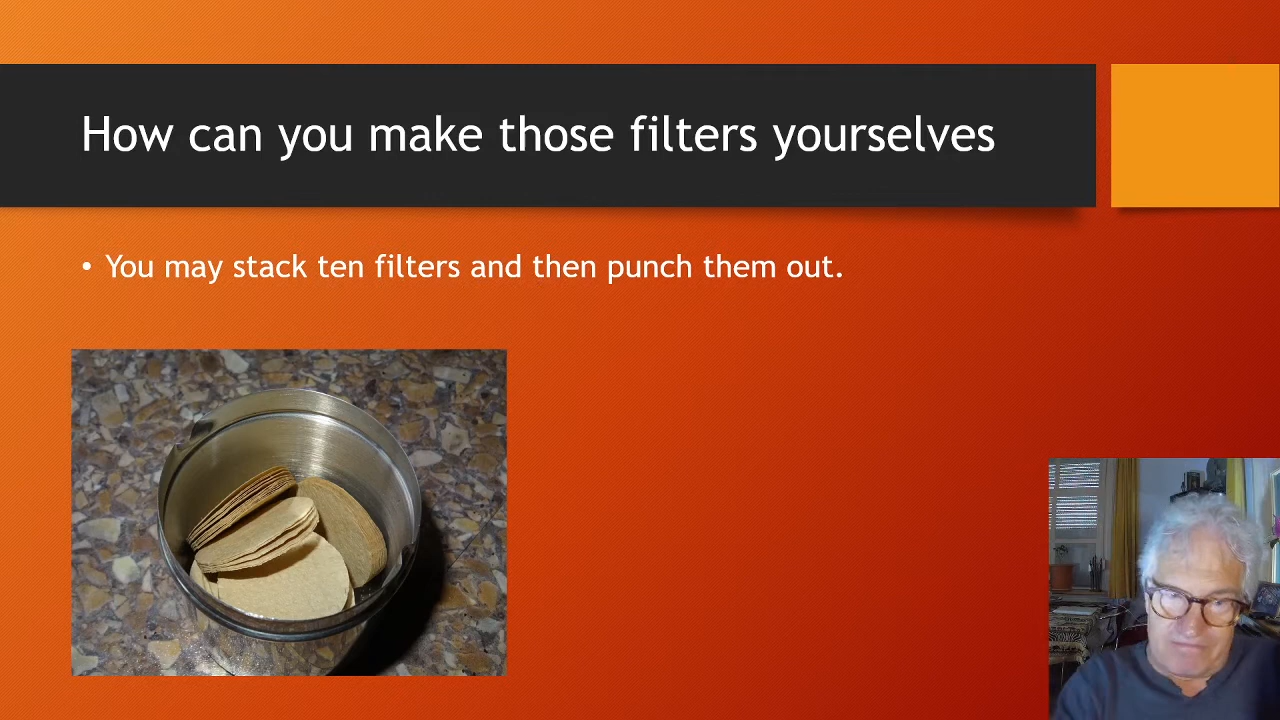 How can you make those filters yourselves
• You may stack ten filters and then punch them out.